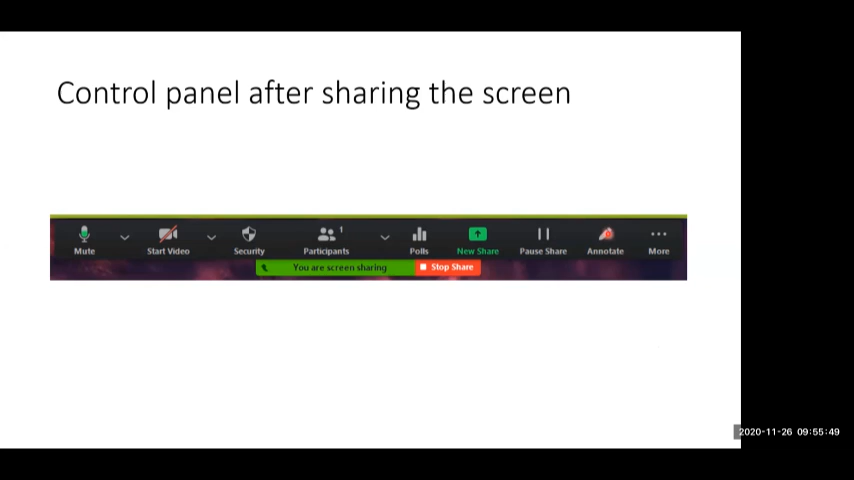 Control panel after sharing the screen
1
Mute Start Video Security Participants Polls New Share Pause Share Annotate More
You are screen sharing Stop Share
2020-11-26 09:55:49